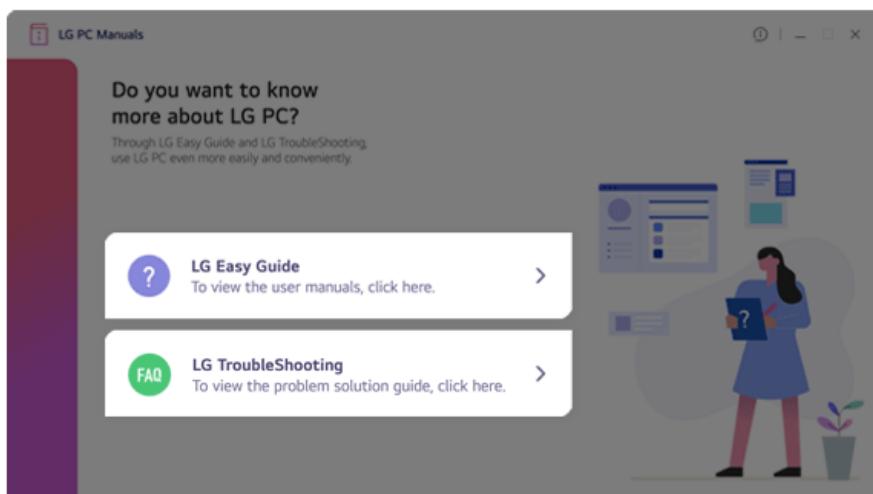 LG PC Manuals
Do you want to know
more about LG PC?
Through LG Easy Guide and LG TroubleShooting,
use LG PC even more easily and conveniently.
?
LG Easy Guide
To view the user manuals, click here.
FAQ
LG TroubleShooting
To view the problem solution guide, click here.
?